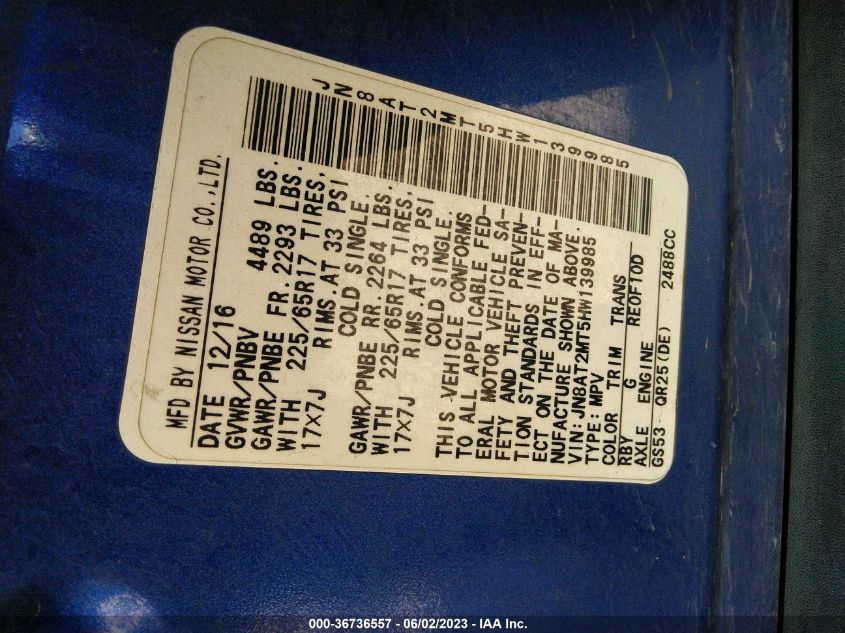 JN8AT2MT5HW139985
MFD BY NISSAN MOTOR CO.,LTD.
DATE 12/16
GVWR/PNBV 4489 LBS.
GAWR/PNBE FR.2293 LBS.
WITH 225/65R17 TIRES,
17X7J RIMS.AT 33 PSI
COLD SINGLE.
GAWR/PNBE RR.2264 LBS.
WITH 225/65R17 TIRES,
17X7J RIMS.AT 33 PSI
COLD SINGLE.
THIS VEHICLE CONFORMS
TO ALL APPLICABLE FED-
ERAL MOTOR VEHICLE SA-
FETY AND THEFT PREVEN-
TION STANDARDS IN EFF-
ECT ON THE DATE OF MA-
NUFACTURE SHOWN ABOVE.
VIN:JN8AT2MT5HW139985
TYPE:MPV
COLOR TRIM TRANS
RBY G RE0F10D
AXLE ENGINE
GS53 QR25(DE) 2488CC
000-36736557 - 06/02/2023 - IAA Inc.